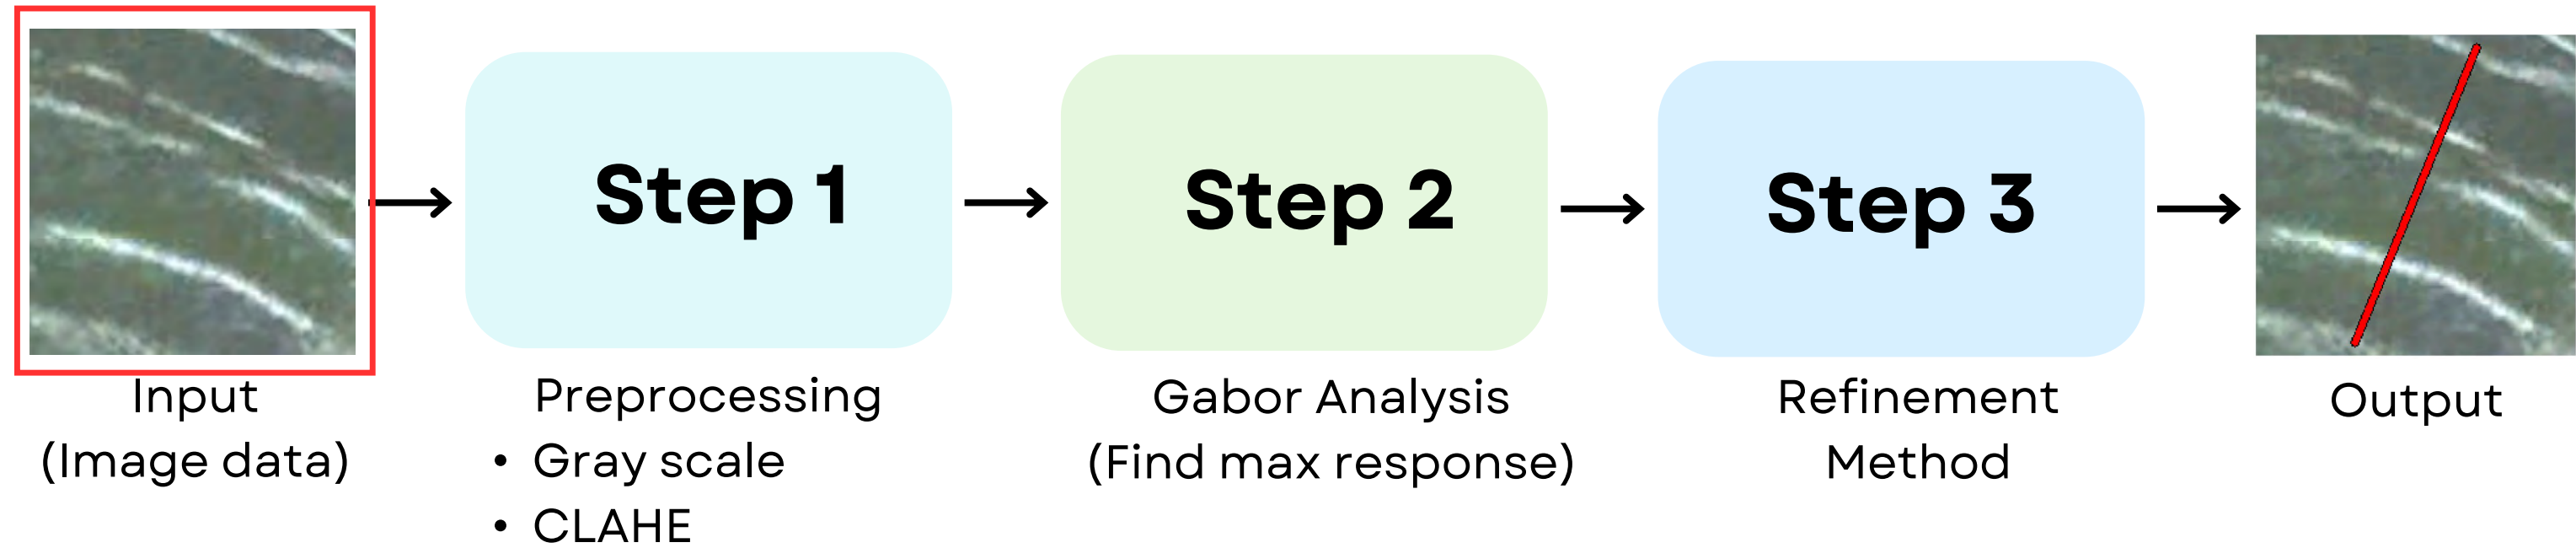 Step 1
Step 2
Step 3
Input
(Image data)
Preprocessing
• Gray scale
• CLAHE
Gabor Analysis
(Find max response)
Refinement
Method
Output